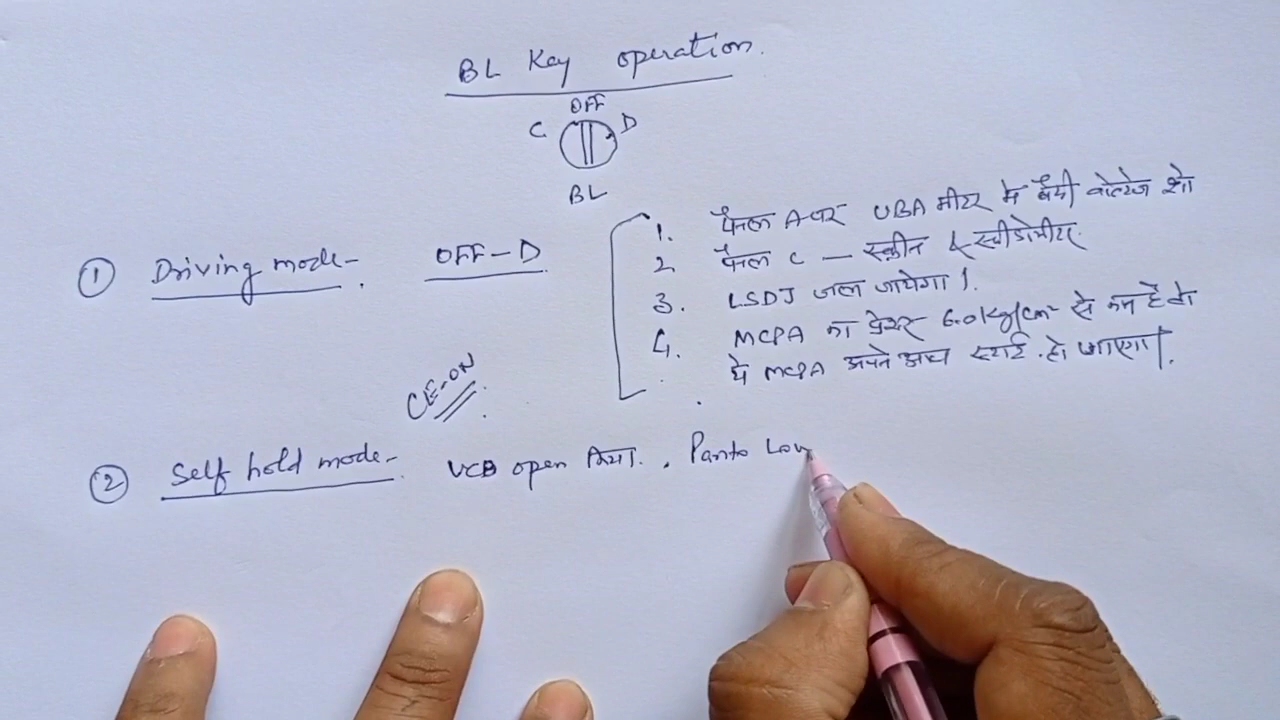 BL Key operation.
OFF
C D
BL
① Driving mode- OFF-D
1. पैनल A-पर UBA मीटर में बैट्री वोल्टेज शो
2 पैनल C — स्क्रीन & स्पीडोमीटर.
3. LSDJ जल जायेगा।
4. MCPA का प्रेशर 6.0kg/cm² से कम है तो
ये MCPA अपने आप स्टार्ट हो जाएगा।
CE-ON
② Self hold mode- VCB open किया. , Panto Low